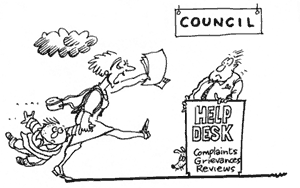 COUNCIL
HELP
DESK
Complaints
Grievances
Reviews